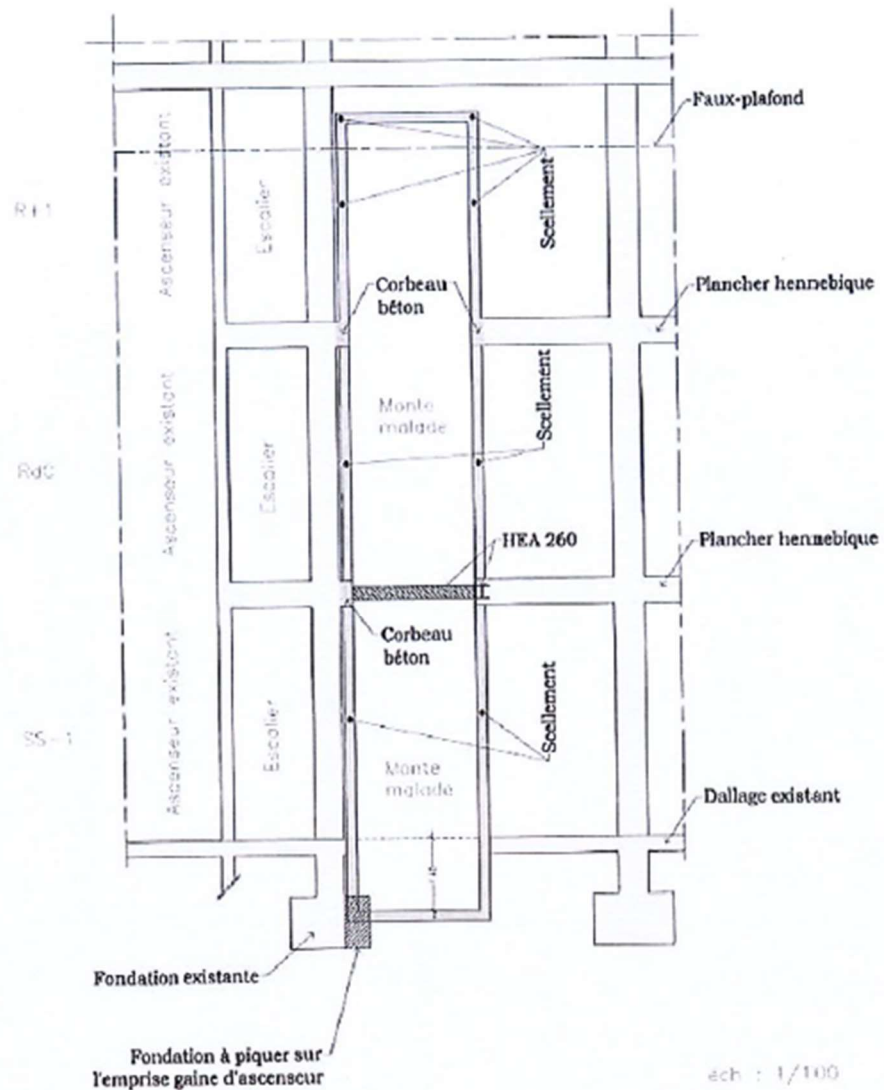 Faux-plafond
R+1
Ascenseur existant
Escalier
Scellement
Corbeau
béton
Plancher hennebique
RdC
Ascenseur existant
Escalier
Monte
malade
Scellement
HEA 260
Plancher hennebique
Corbeau
béton
SS-1
Ascenseur existant
Escalier
Monte
malade
Scellement
Dallage existant
Fondation existante
Fondation à piquer sur
l'emprise gaine d'ascenseur
éch : 1/100